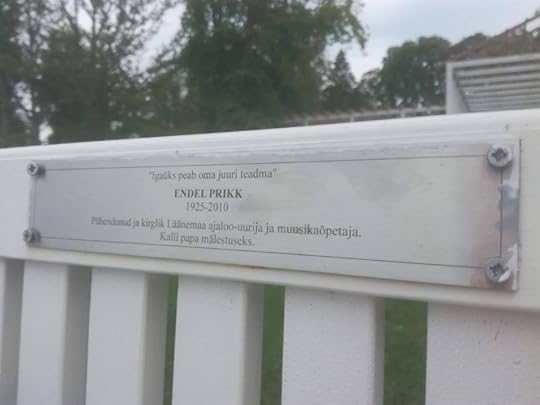 "Igaüks peab oma juuri teadma"
ENDEL PRIKK
1925-2010
Pühendunud ja kirglik Läänemaa ajaloo-uurija ja muusikaõpetaja.
Kalli papa mälestuseks.